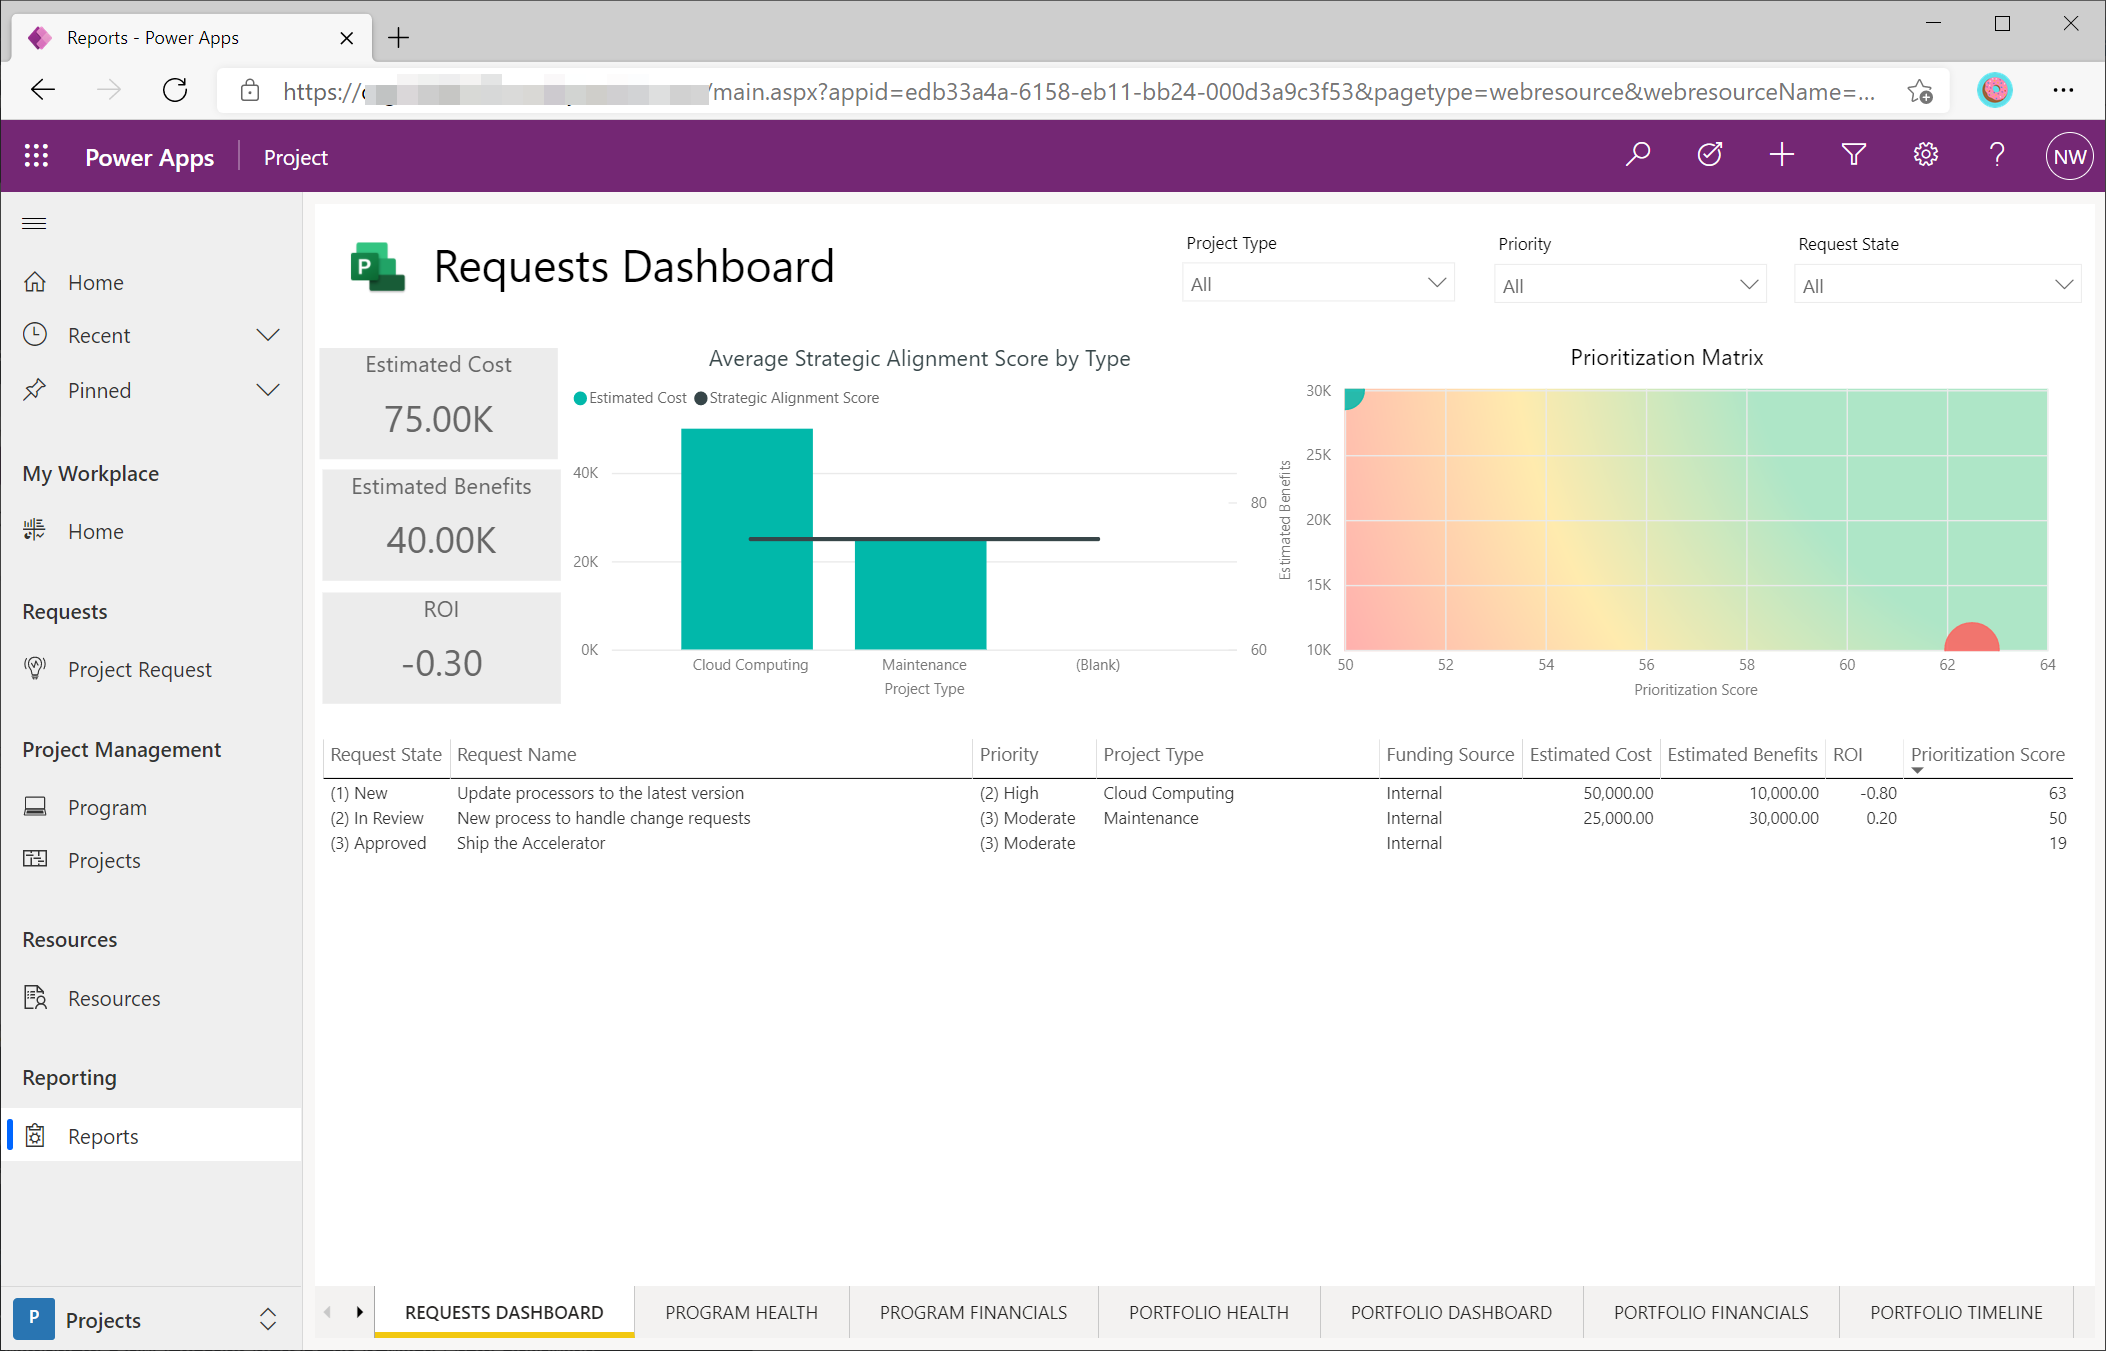 Reports - Power Apps
https:// /main.aspx?appid=edb33a4a-6158-eb11-bb24-000d3a9c3f53&pagetype=webresource&webresourceName=...
Power Apps Project
NW
Home
Recent
Pinned
My Workplace
Home
Requests
Project Request
Project Management
Program
Projects
Resources
Resources
Reporting
Reports
P Projects
P
Requests Dashboard
Project Type
All
Priority
All
Request State
All
Estimated Cost
75.00K
Estimated Benefits
40.00K
ROI
-0.30
Average Strategic Alignment Score by Type
Estimated Cost Strategic Alignment Score
40K
20K
0K
80
60
Cloud Computing Maintenance (Blank)
Project Type
Prioritization Matrix
Estimated Benefits
30K
25K
20K
15K
10K
50 52 54 56 58 60 62 64
Prioritization Score
Request State Request Name Priority Project Type Funding Source Estimated Cost Estimated Benefits ROI Prioritization Score
(1) New Update processors to the latest version (2) High Cloud Computing Internal 50,000.00 10,000.00 -0.80 63
(2) In Review New process to handle change requests (3) Moderate Maintenance Internal 25,000.00 30,000.00 0.20 50
(3) Approved Ship the Accelerator (3) Moderate Internal 19
REQUESTS DASHBOARD PROGRAM HEALTH PROGRAM FINANCIALS PORTFOLIO HEALTH PORTFOLIO DASHBOARD PORTFOLIO FINANCIALS PORTFOLIO TIMELINE